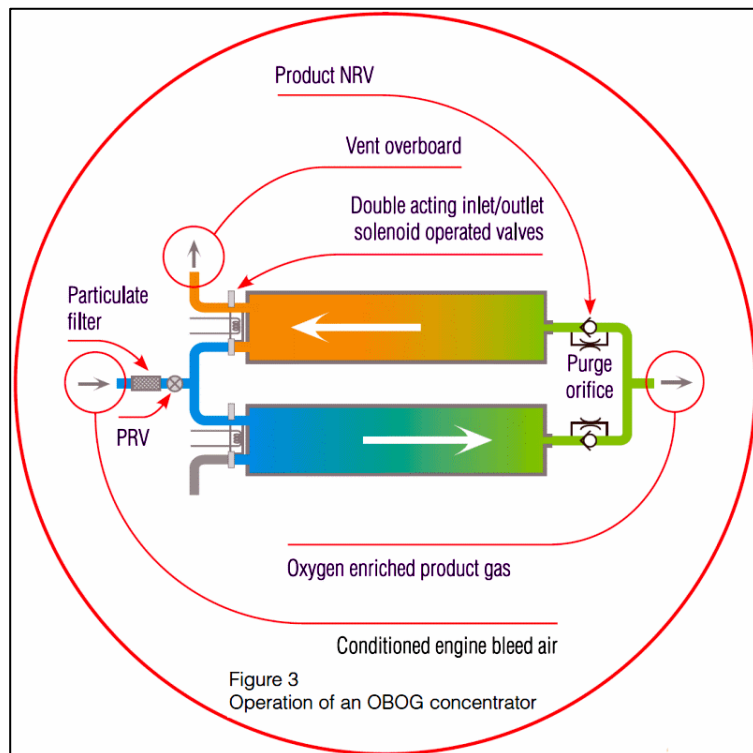 Product NRV
Vent overboard
Double acting inlet/outlet
solenoid operated valves
Particulate
filter
PRV
Purge
orifice
Oxygen enriched product gas
Conditioned engine bleed air
Figure 3
Operation of an OBOG concentrator